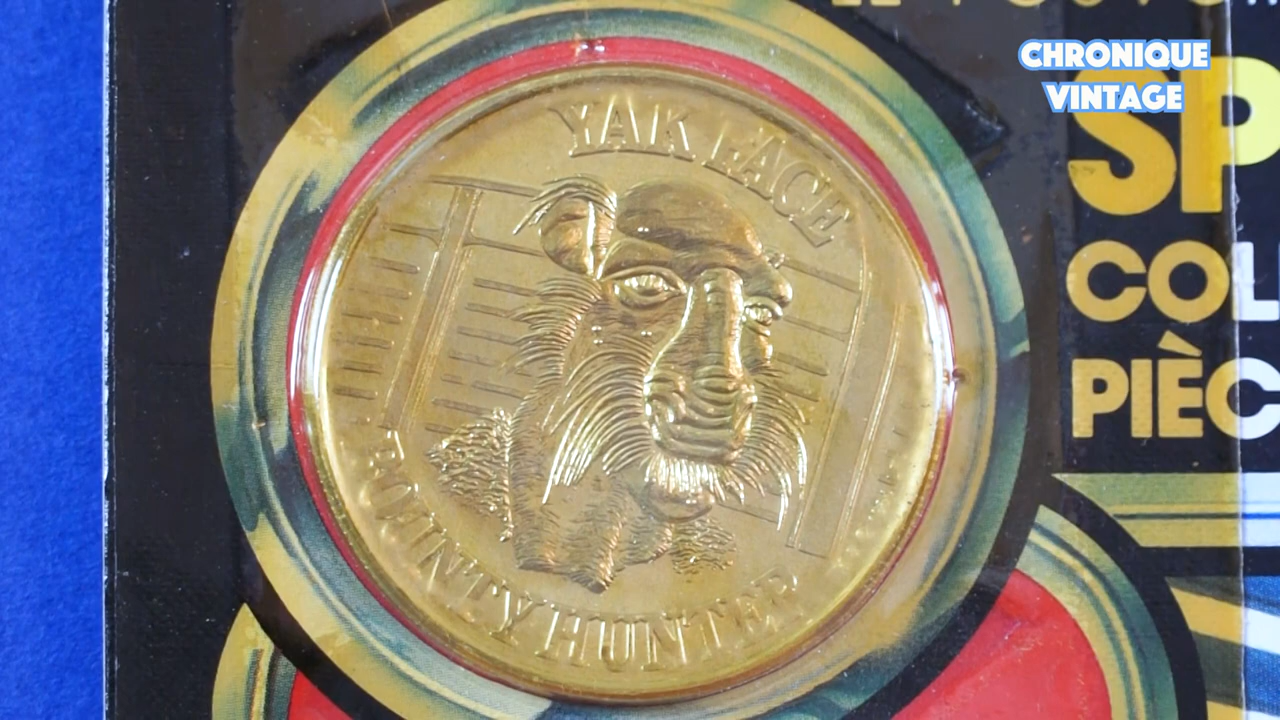 CHRONIQUE
VINTAGE
YAK FACE
BOUNTY HUNTER
SP
COL
PIÈC